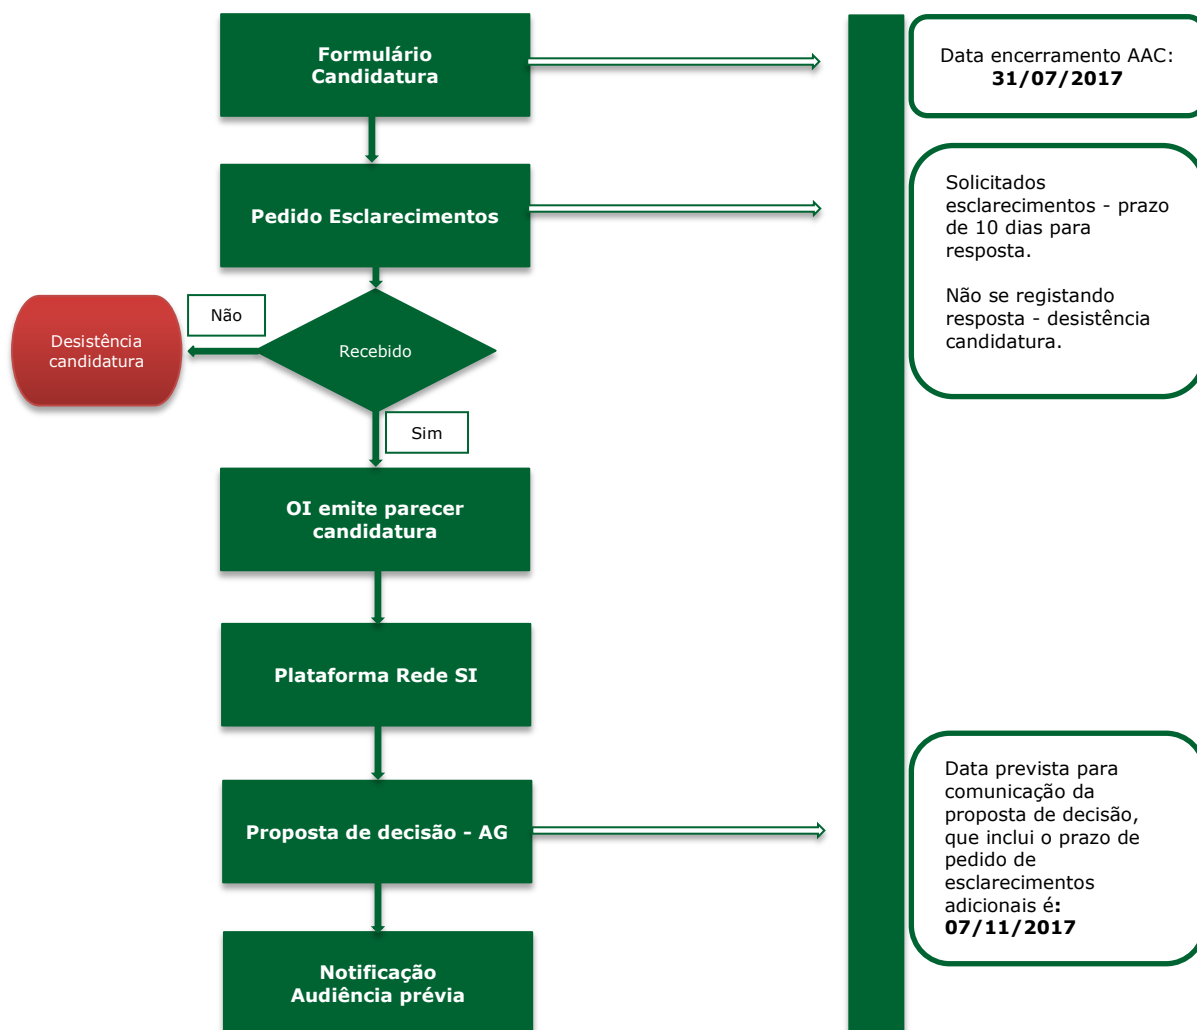 Formulário
Candidatura
Data encerramento AAC:
31/07/2017
Pedido Esclarecimentos
Solicitados
esclarecimentos - prazo
de 10 dias para
resposta.
Não se registando
resposta - desistência
candidatura.
Não
Desistência
candidatura
Recebido
Sim
OI emite parecer
candidatura
Plataforma Rede SI
Proposta de decisão - AG
Data prevista para
comunicação da
proposta de decisão,
que inclui o prazo de
pedido de
esclarecimentos
adicionais é:
07/11/2017
Notificação
Audiência prévia